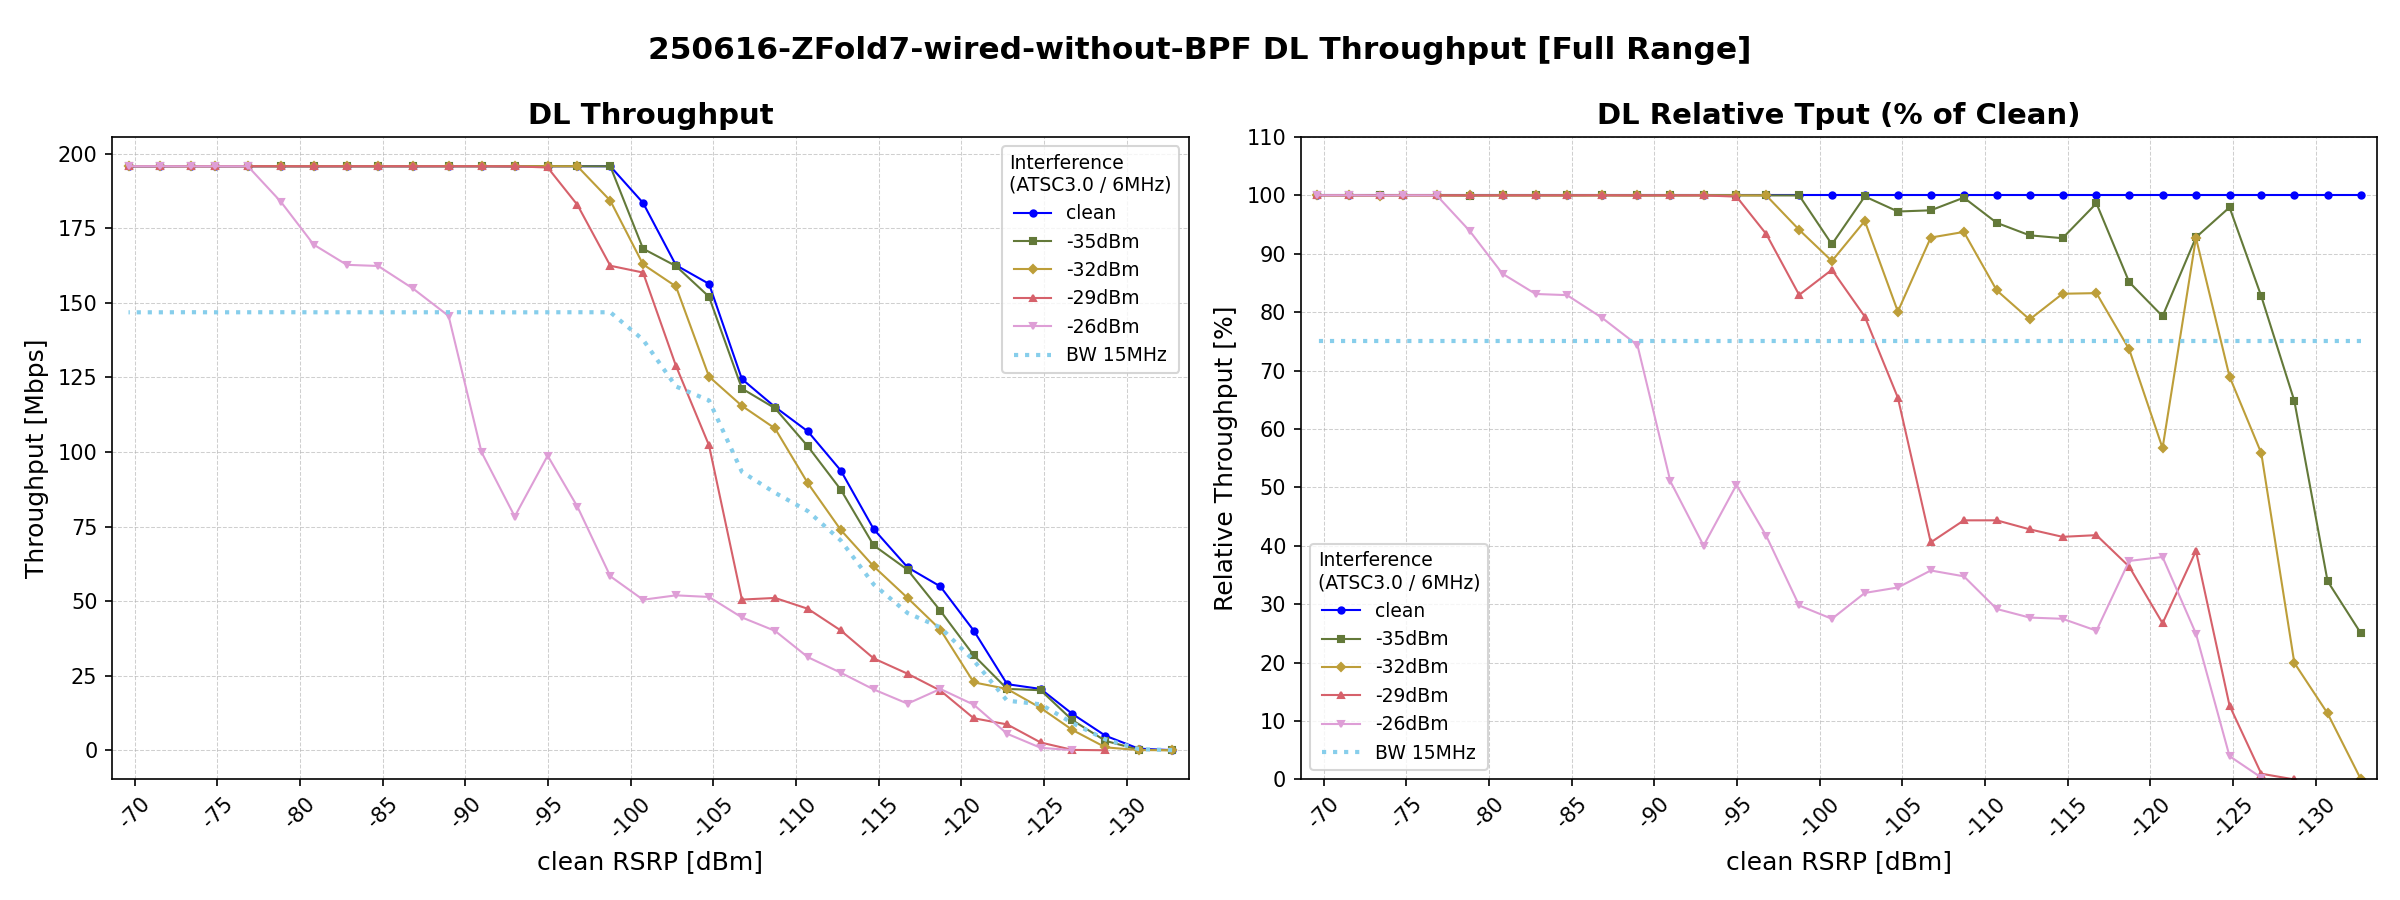 250616-ZFold7-wired-without-BPF DL Throughput [Full Range]
DL Throughput
Throughput [Mbps]
200
175
150
125
100
75
50
25
0
-70
-75
-80
-85
-90
-95
-100
-105
-110
-115
-120
-125
-130
clean RSRP [dBm]
Interference
(ATSC3.0 / 6MHz)
clean
-35dBm
-32dBm
-29dBm
-26dBm
BW 15MHz
DL Relative Tput (% of Clean)
Relative Throughput [%]
110
100
90
80
70
60
50
40
30
20
10
0
-70
-75
-80
-85
-90
-95
-100
-105
-110
-115
-120
-125
-130
clean RSRP [dBm]
Interference
(ATSC3.0 / 6MHz)
clean
-35dBm
-32dBm
-29dBm
-26dBm
BW 15MHz